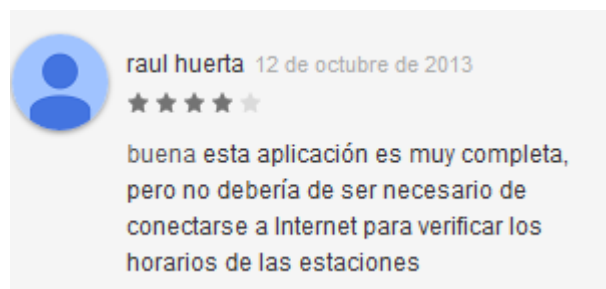 raul huerta 12 de octubre de 2013
buena esta aplicación es muy completa,
pero no debería de ser necesario de
conectarse a Internet para verificar los
horarios de las estaciones